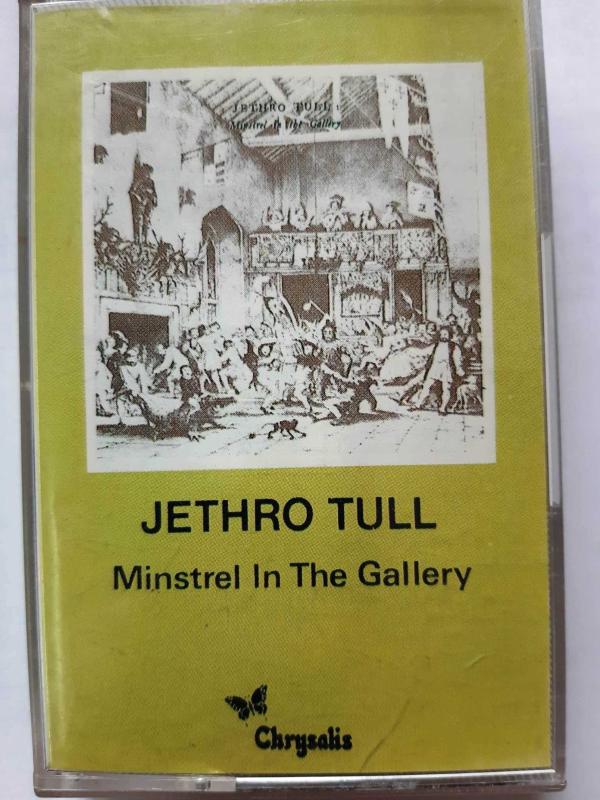 JETHRO TULL
Minstrel In The Gallery
JETHRO TULL
Minstrel In The Gallery
Chrysalis